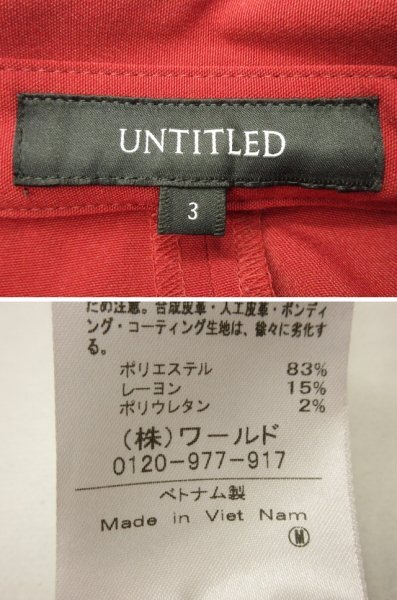 UNTITLED
3
ため注意。合成皮革・人工皮革・ボンディ
ング・コーティング生地は、徐々に劣化す
る。
ポリエステル 83%
レーヨン 15%
ポリウレタン 2%
(株)ワールド
0120-977-917
ベトナム製
Made in Viet Nam
M